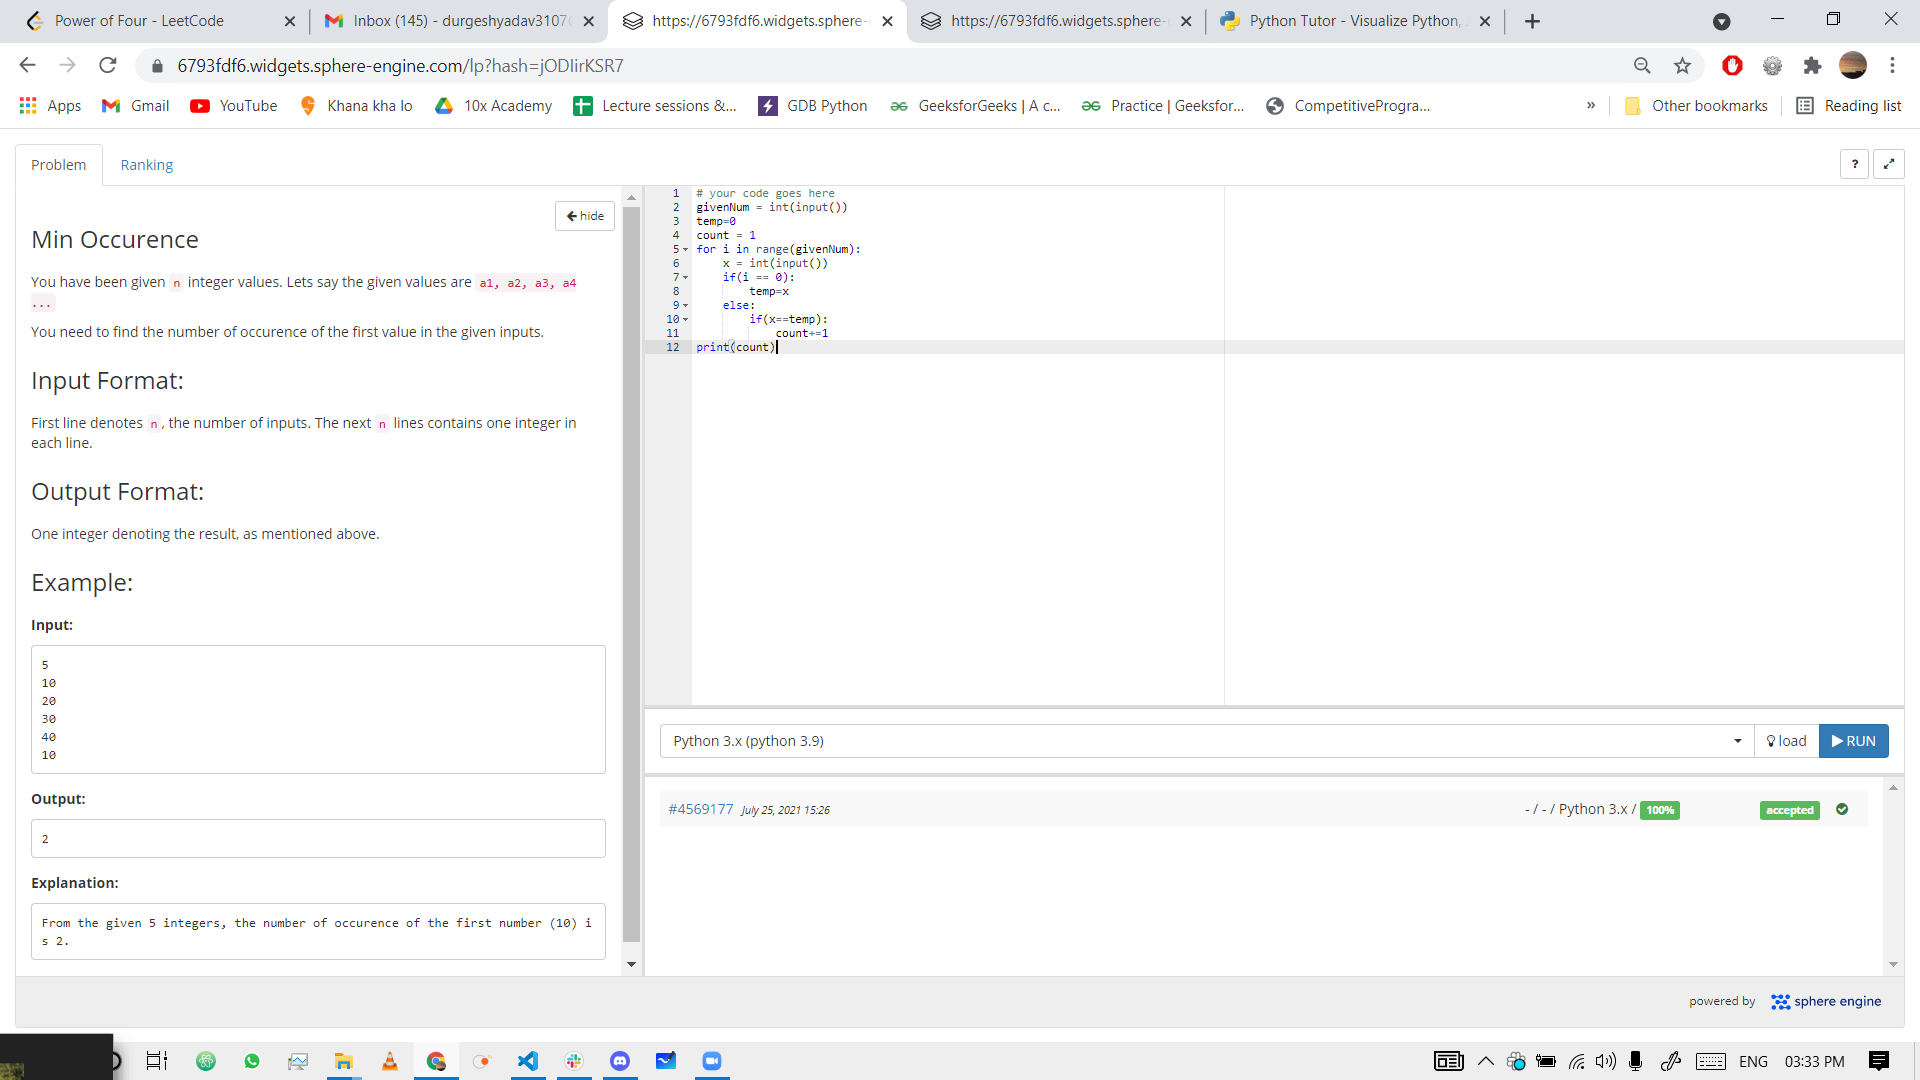 Power of Four - LeetCode
Inbox (145) - durgeshyadav3107
https://6793fdf6.widgets.sphere-
https://6793fdf6.widgets.sphere-
Python Tutor - Visualize Python,
6793fdf6.widgets.sphere-engine.com/lp?hash=jODIirKSR7
Apps
Gmail
YouTube
Khana kha lo
10x Academy
Lecture sessions &...
GDB Python
GeeksforGeeks | A c...
Practice | Geeksfor...
CompetitiveProgra...
»
Other bookmarks
Reading list
Problem
Ranking
?
hide
Min Occurence
You have been given n integer values. Lets say the given values are a1, a2, a3, a4
...
You need to find the number of occurence of the first value in the given inputs.
Input Format:
First line denotes n, the number of inputs. The next n lines contains one integer in
each line.
Output Format:
One integer denoting the result, as mentioned above.
Example:
Input:
5
10
20
30
40
10
Output:
2
Explanation:
From the given 5 integers, the number of occurence of the first number (10) i
s 2.
1 # your code goes here
2 givenNum = int(input())
3 temp=0
4 count = 1
5 for i in range(givenNum):
6     x = int(input())
7     if(i == 0):
8         temp=x
9     else:
10         if(x==temp):
11             count+=1
12 print(count)
Python 3.x (python 3.9)
load
RUN
#4569177 July 25, 2021 15:26
- / - / Python 3.x / 100%
accepted
powered by sphere engine
ENG
03:33 PM